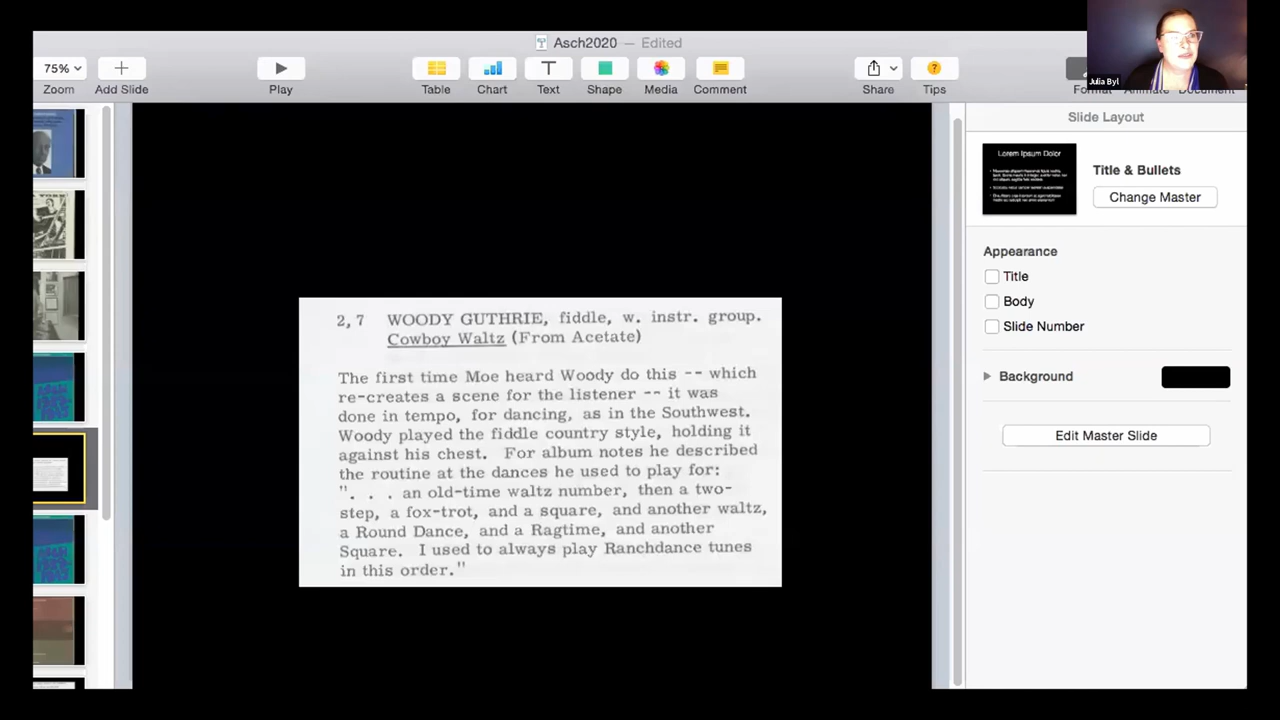 Asch2020 — Edited
75%
Zoom
Add Slide
Play
Table
Chart
Text
Shape
Media
Comment
Share
Tips
Format
Animate
Document
Julia Byl
Slide Layout
Lorem Ipsum Dolor
Title & Bullets
Change Master
Appearance
Title
Body
Slide Number
Background
Edit Master Slide
2,7 WOODY GUTHRIE, fiddle, w. instr. group.
Cowboy Waltz (From Acetate)
The first time Moe heard Woody do this -- which
re-creates a scene for the listener -- it was
done in tempo, for dancing, as in the Southwest.
Woody played the fiddle country style, holding it
against his chest. For album notes he described
the routine at the dances he used to play for:
". . . an old-time waltz number, then a two-
step, a fox-trot, and a square, and another waltz,
a Round Dance, and a Ragtime, and another
Square. I used to always play Ranchdance tunes
in this order."